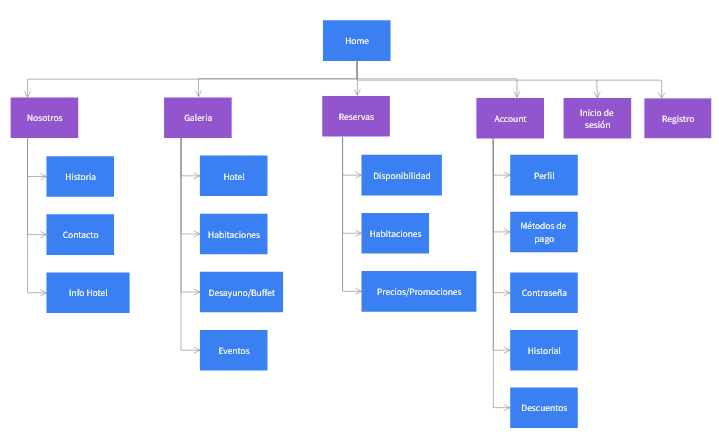 Home
Nosotros
Galeria
Reservas
Account
Inicio de
sesión
Registro
Historia
Contacto
Info Hotel
Hotel
Habitaciones
Desayuno/Buffet
Eventos
Disponibilidad
Habitaciones
Precios/Promociones
Perfil
Métodos de
pago
Contraseña
Historial
Descuentos